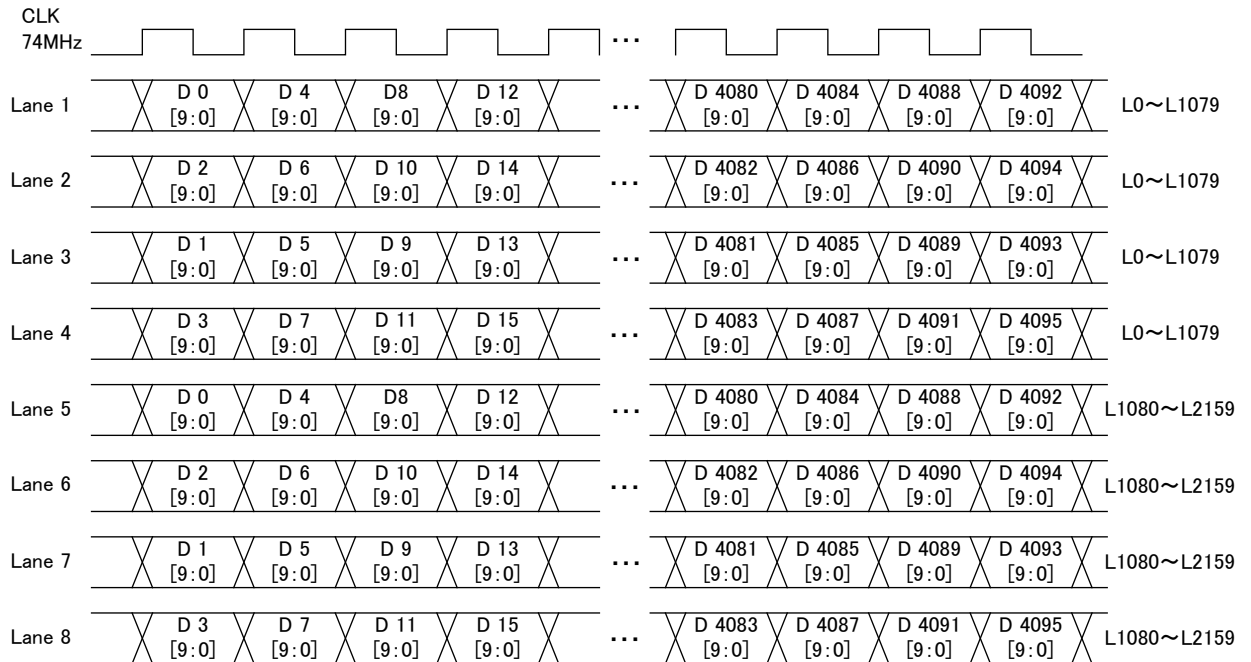 CLK
74MHz ...
Lane 1 D 0 D 4 D8 D 12 ... D 4080 D 4084 D 4088 D 4092 L0～L1079
[9:0] [9:0] [9:0] [9:0] [9:0] [9:0] [9:0] [9:0]
Lane 2 D 2 D 6 D 10 D 14 ... D 4082 D 4086 D 4090 D 4094 L0～L1079
[9:0] [9:0] [9:0] [9:0] [9:0] [9:0] [9:0] [9:0]
Lane 3 D 1 D 5 D 9 D 13 ... D 4081 D 4085 D 4089 D 4093 L0～L1079
[9:0] [9:0] [9:0] [9:0] [9:0] [9:0] [9:0] [9:0]
Lane 4 D 3 D 7 D 11 D 15 ... D 4083 D 4087 D 4091 D 4095 L0～L1079
[9:0] [9:0] [9:0] [9:0] [9:0] [9:0] [9:0] [9:0]
Lane 5 D 0 D 4 D8 D 12 ... D 4080 D 4084 D 4088 D 4092 L1080～L2159
[9:0] [9:0] [9:0] [9:0] [9:0] [9:0] [9:0] [9:0]
Lane 6 D 2 D 6 D 10 D 14 ... D 4082 D 4086 D 4090 D 4094 L1080～L2159
[9:0] [9:0] [9:0] [9:0] [9:0] [9:0] [9:0] [9:0]
Lane 7 D 1 D 5 D 9 D 13 ... D 4081 D 4085 D 4089 D 4093 L1080～L2159
[9:0] [9:0] [9:0] [9:0] [9:0] [9:0] [9:0] [9:0]
Lane 8 D 3 D 7 D 11 D 15 ... D 4083 D 4087 D 4091 D 4095 L1080～L2159
[9:0] [9:0] [9:0] [9:0] [9:0] [9:0] [9:0] [9:0]